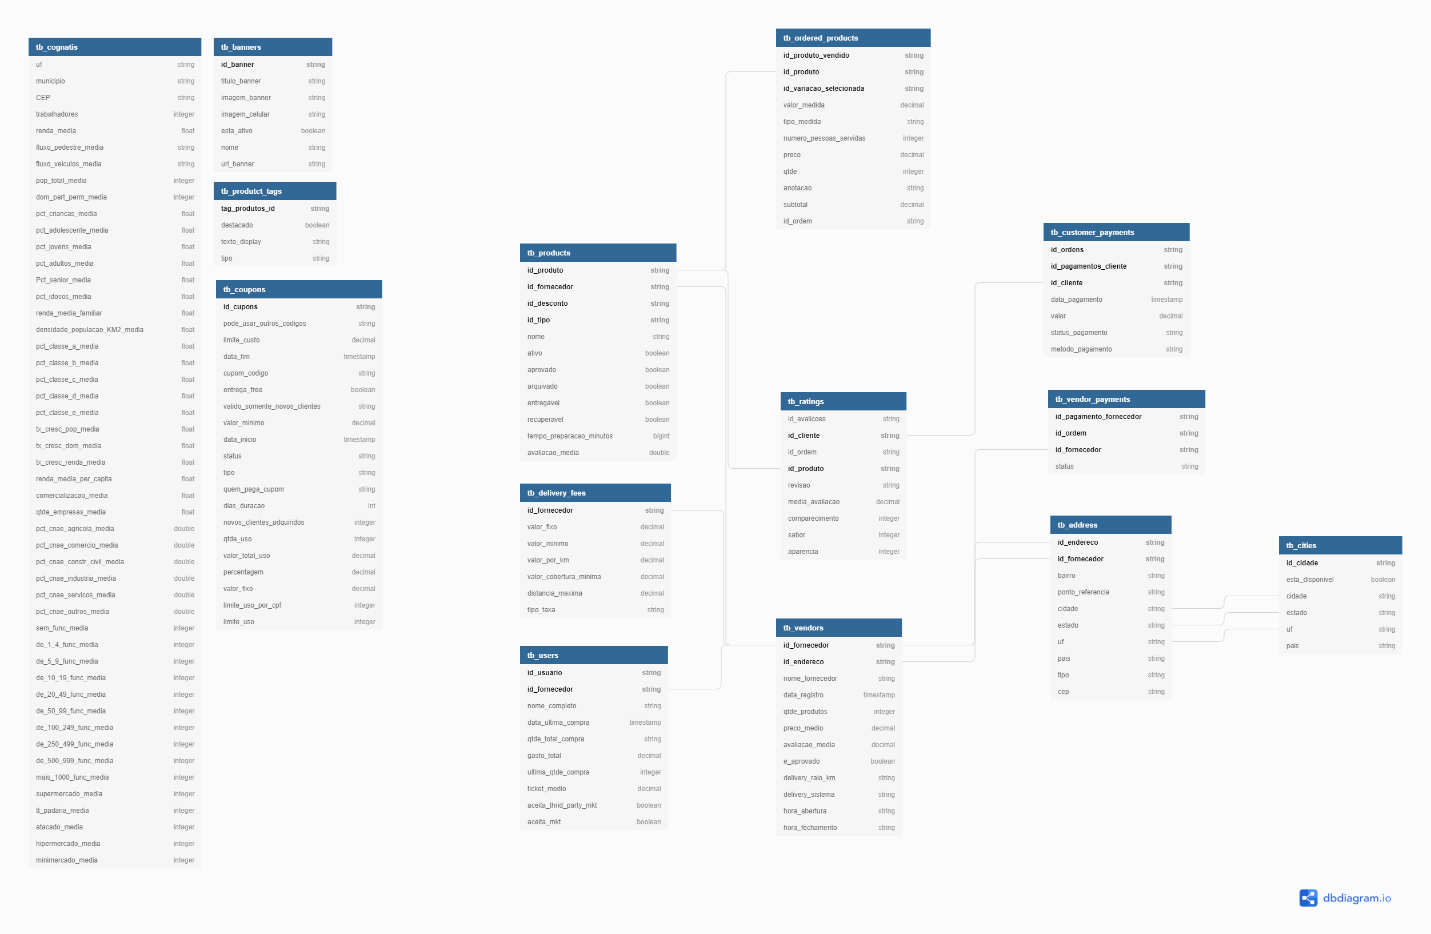 tb_cognatis
uf string
municipio string
CEP string
trabalhadores integer
renda_media float
fluxo_pedestre_media string
fluxo_veiculos_media string
pop_total_media integer
dom_part_perm_media integer
pct_criancas_media float
pct_adolescente_media float
pct_jovens_media float
pct_adultos_media float
Pct_senior_media float
pct_idosos_media float
renda_media_familiar float
densidade_populacao_KM2_media float
pct_classe_a_media float
pct_classe_b_media float
pct_classe_c_media float
pct_classe_d_media float
pct_classe_e_media float
tx_cresc_pop_media float
tx_cresc_dom_media float
tx_cresc_renda_media float
renda_media_per_capita float
comercializacao_media float
qtde_empresas_media float
pct_cnae_agricola_media double
pct_cnae_comercio_media double
pct_cnae_constr_civil_media double
pct_cnae_industria_media double
pct_cnae_servicos_media double
pct_cnae_outros_media double
sem_func_media integer
de_1_4_func_media integer
de_5_9_func_media integer
de_10_19_func_media integer
de_20_49_func_media integer
de_50_99_func_media integer
de_100_249_func_media integer
de_250_499_func_media integer
de_500_999_func_media integer
mais_1000_func_media integer
supermercado_media integer
tt_padaria_media integer
atacado_media integer
hipermercado_media integer
minimercado_media integer
tb_banners
id_banner string
titulo_banner string
imagem_banner string
imagem_celular string
esta_ativo boolean
nome string
url_banner string
tb_produtct_tags
tag_produtos_id string
destacado boolean
texto_display string
tipo string
tb_coupons
id_cupons string
pode_usar_outros_codigos string
limite_custo decimal
data_fim timestamp
cupom_codigo string
entrega_free boolean
valido_somente_novos_clientes string
valor_minimo decimal
data_inicio timestamp
status string
tipo string
quem_paga_cupom string
dias_duracao int
novos_clientes_adquiridos integer
qtde_uso integer
valor_total_uso decimal
percentagem decimal
valor_fixo decimal
limite_uso_por_cpf integer
limite_uso integer
tb_products
id_produto string
id_fornecedor string
id_desconto string
id_tipo string
nome string
ativo boolean
aprovado boolean
arquivado boolean
entregavel boolean
recuperavel boolean
tempo_preparacao_minutos bigint
avaliacao_media double
tb_delivery_fees
id_fornecedor string
valor_fixo decimal
valor_minimo decimal
valor_por_km decimal
valor_cobertura_minima decimal
distancia_maxima decimal
tipo_taxa string
tb_users
id_usuario string
id_fornecedor string
nome_completo string
data_ultima_compra timestamp
qtde_total_compra string
gasto_total decimal
ultima_qtde_compra integer
ticket_medio decimal
aceita_thrid_party_mkt boolean
aceita_mkt boolean
tb_ordered_products
id_produto_vendido string
id_produto string
id_variacao_selecionada string
valor_medida decimal
tipo_medida string
numero_pessoas_servidas integer
preco decimal
qtde integer
anotacao string
subtotal decimal
id_ordem string
tb_ratings
id_avalicoes string
id_cliente string
id_ordem string
id_produto string
revisao string
media_avaliacao decimal
comparecimento integer
sabor integer
aparencia integer
tb_vendors
id_fornecedor string
id_endereco string
nome_fornecedor string
data_registro timestamp
qtde_produtos integer
preco_medio decimal
avaliacao_media decimal
e_aprovado boolean
delivery_raio_km string
delivery_sistema string
hora_abertura string
hora_fechamento string
tb_customer_payments
id_ordens string
id_pagamentos_cliente string
id_cliente string
data_pagamento timestamp
valor decimal
status_pagamento string
metodo_pagamento string
tb_vendor_payments
id_pagamento_fornecedor string
id_ordem string
id_fornecedor string
status string
tb_address
id_endereco string
id_fornecedor string
bairro string
ponto_referencia string
cidade string
estado string
uf string
pais string
tipo string
cep string
tb_cities
id_cidade string
esta_disponivel boolean
cidade string
estado string
uf string
pais string
dbdiagram.io